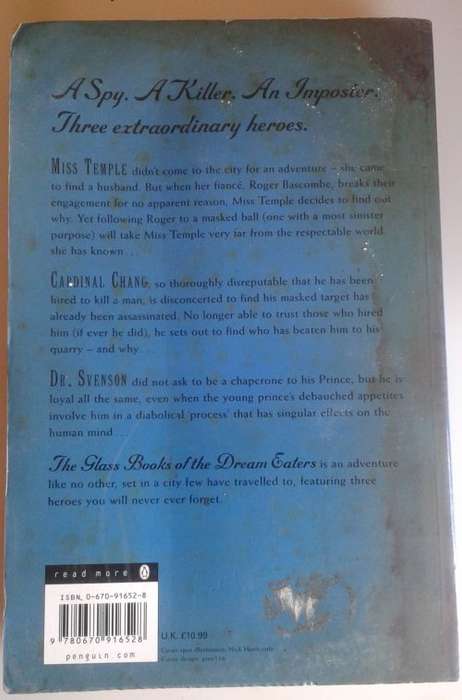 A Spy. A Killer. An Imposter.
Three extraordinary heroes.
MISS TEMPLE didn't come to the city for an adventure – she came
to find a husband. But when her fiancé, Roger Bascombe, breaks their
engagement for no apparent reason, Miss Temple decides to find out
why. Yet following Roger to a masked ball (one with a most sinister
purpose) will take Miss Temple very far from the respectable world
she has known ...
CARDINAL CHANG, so thoroughly disreputable that he has been
hired to kill a man, is disconcerted to find his masked target has
already been assassinated. No longer able to trust those who hired
him (if ever he did), he sets out to find who has beaten him to his
quarry – and why ...
DR. SVENSON did not ask to be a chaperone to his Prince, but he is
loyal all the same, even when the young prince's debauched appetites
involve him in a diabolical 'process' that has singular effects on the
human mind ...
The Glass Books of the Dream Eaters is an adventure
like no other, set in a city few have travelled to, featuring three
heroes you will never ever forget.
read more
ISBN 0-670-91652-8
9 780670 916528
penguin.com
U.K. £10.99
Cover design: